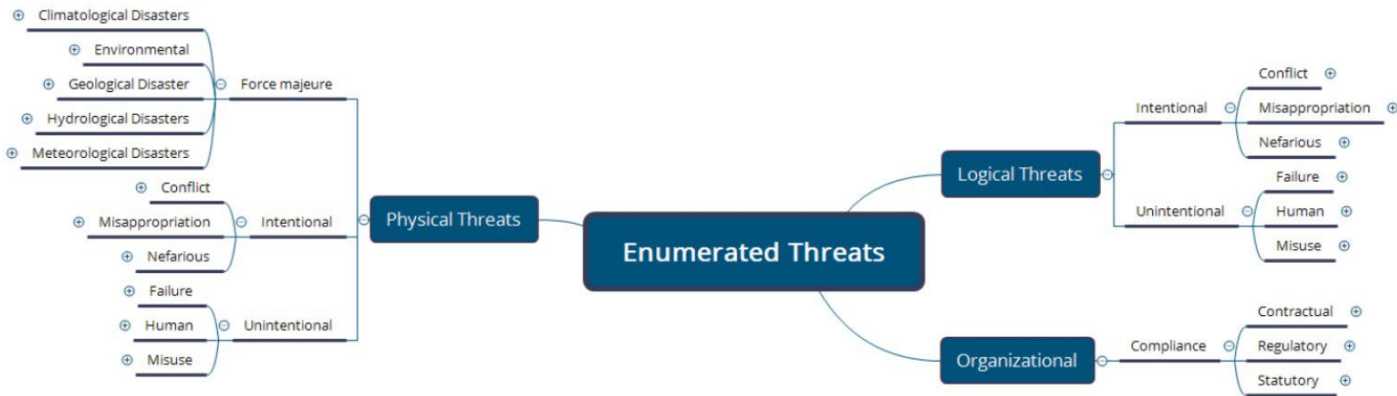 Climatological Disasters
Environmental
Geological Disaster
Hydrological Disasters
Meteorological Disasters
Force majeure
Conflict
Misappropriation
Nefarious
Intentional
Failure
Human
Misuse
Unintentional
Physical Threats
Enumerated Threats
Logical Threats
Intentional
Conflict
Misappropriation
Nefarious
Unintentional
Failure
Human
Misuse
Organizational
Compliance
Contractual
Regulatory
Statutory